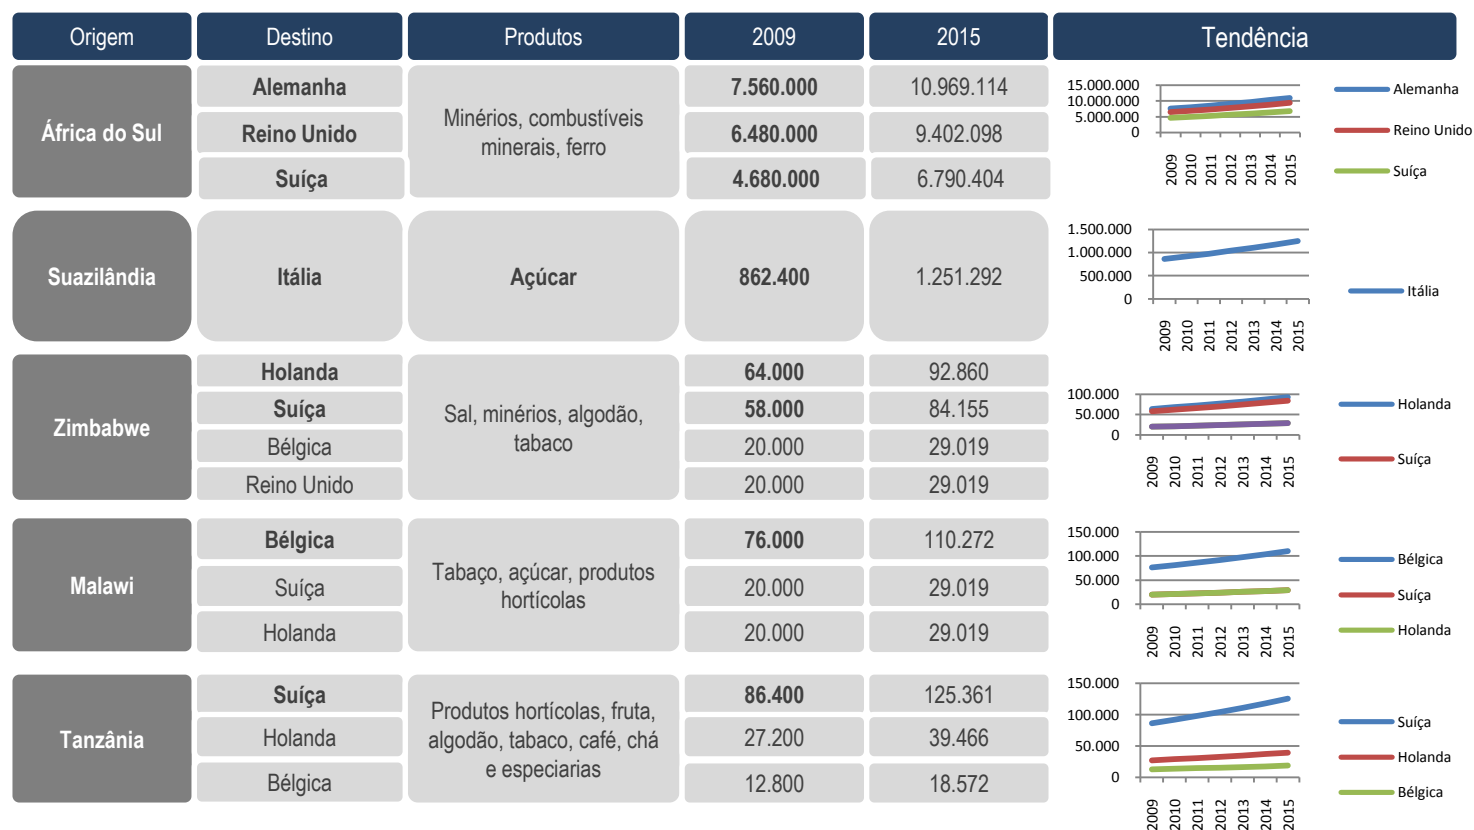 Origem
Destino
Produtos
2009
2015
Tendência
África do Sul
Alemanha
7.560.000
10.969.114
Reino Unido
6.480.000
9.402.098
Suíça
4.680.000
6.790.404
Minérios, combustíveis
minerais, ferro
15.000.000
10.000.000
5.000.000
0
2009
2010
2011
2012
2013
2014
2015
Alemanha
Reino Unido
Suíça
Suazilândia
Itália
Açúcar
862.400
1.251.292
1.500.000
1.000.000
500.000
0
2009
2010
2011
2012
2013
2014
2015
Itália
Zimbabwe
Holanda
64.000
92.860
Suíça
58.000
84.155
Bélgica
20.000
29.019
Reino Unido
20.000
29.019
Sal, minérios, algodão,
tabaco
100.000
50.000
0
2009
2010
2011
2012
2013
2014
2015
Holanda
Suíça
Malawi
Bélgica
76.000
110.272
Suíça
20.000
29.019
Holanda
20.000
29.019
Tabaço, açúcar, produtos
hortícolas
150.000
100.000
50.000
0
2009
2010
2011
2012
2013
2014
2015
Bélgica
Suíça
Holanda
Tanzânia
Suíça
86.400
125.361
Holanda
27.200
39.466
Bélgica
12.800
18.572
Produtos hortícolas, fruta,
algodão, tabaco, café, chá
e especiarias
150.000
100.000
50.000
0
2009
2010
2011
2012
2013
2014
2015
Suíça
Holanda
Bélgica